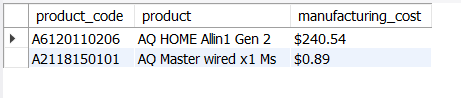 product_code product manufacturing_cost
A6120110206 AQ HOME Allin1 Gen 2 $240.54
A2118150101 AQ Master wired x1 Ms $0.89